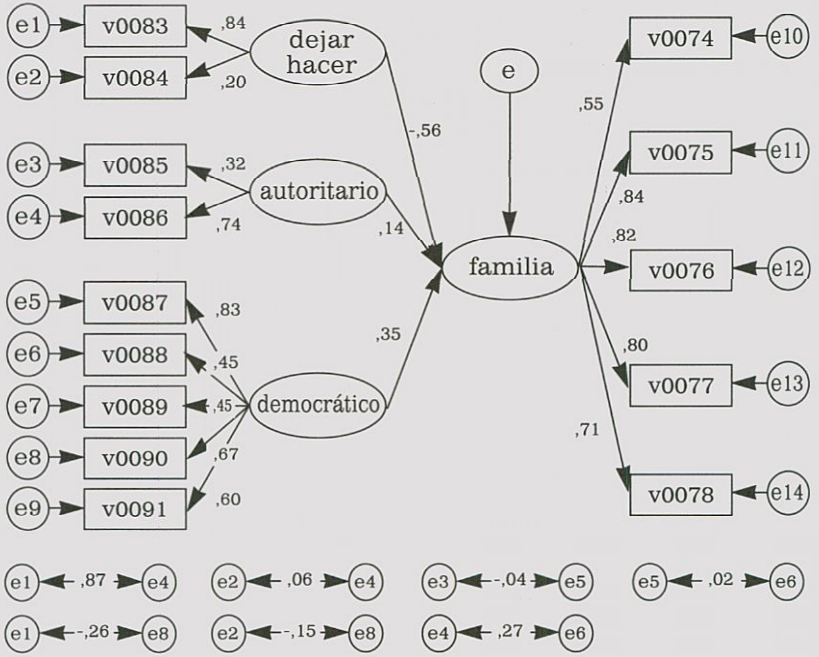 e1 v0083 ,84 dejar v0074 e10
e2 v0084 ,20 hacer e
-,56 ,55
e3 v0085 ,32 v0075 e11
autoritario ,84
e4 v0086 ,74 ,14 ,82
familia v0076 e12
e5 v0087 ,83
,35 ,80
e6 v0088 ,45
v0077 e13
e7 v0089 ,45 democrático
,71
e8 v0090 ,67
e9 v0091 ,60 v0078 e14
e1 ,87 e4 e2 ,06 e4 e3 -,04 e5 e5 ,02 e6
e1 -,26 e8 e2 -,15 e8 e4 ,27 e6